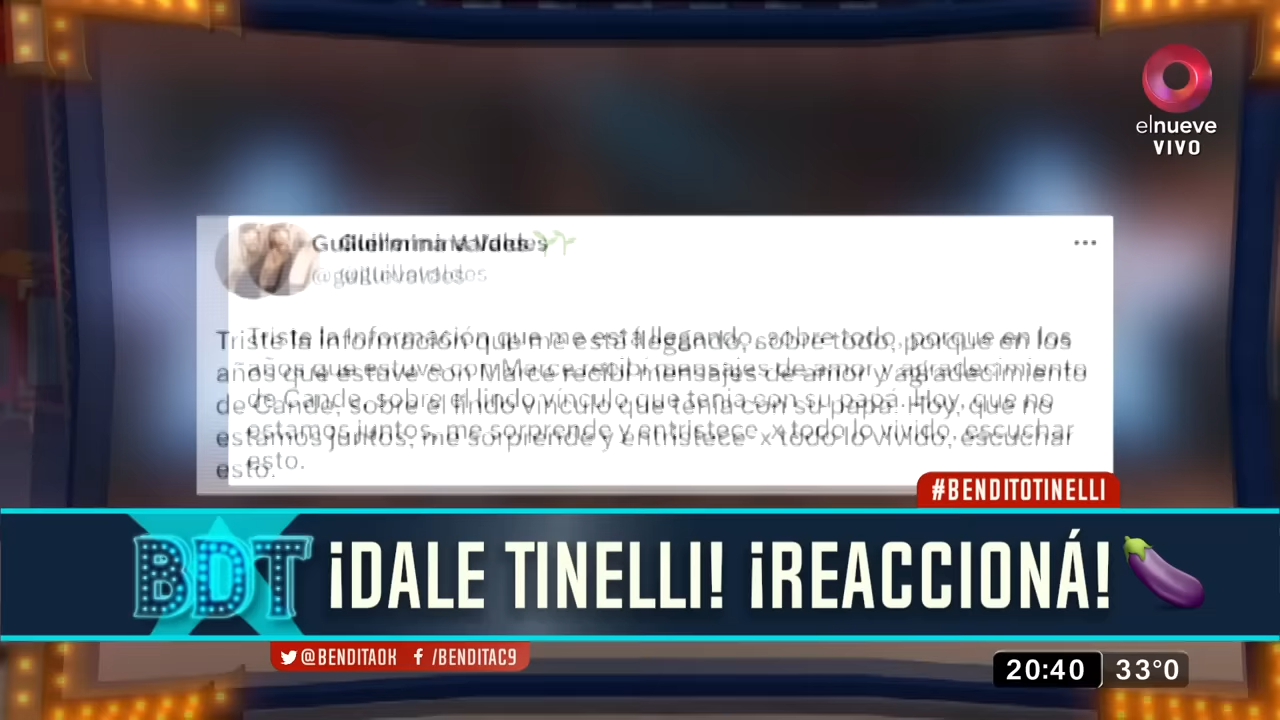 elnueve
VIVO
Guillermina Valdes
@guillevaldes
Triste la Información que me está llegando, sobre todo, porque en los
años que estuve con Marce recibí mensajes de amor y agradecimiento
de Cande, sobre el lindo vínculo que tenía con su papá. Hoy, que no
estamos juntos, me sorprende y entristece x todo lo vivido, escuchar
esto.
#BENDITOTINELLI
BDT ¡DALE TINELLI! ¡REACCIONÁ!
@BENDITAOK f /BENDITAC9
20:40 33°0